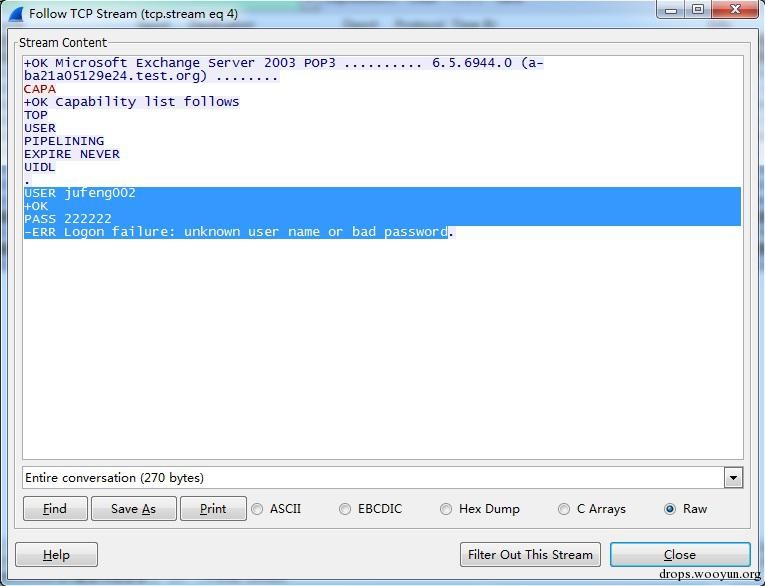 Follow TCP Stream (tcp.stream eq 4)
Stream Content
+OK Microsoft Exchange Server 2003 POP3 .......... 6.5.6944.0 (a-
ba21a05129e24.test.org) ........
CAPA
+OK Capability list follows
TOP
USER
PIPELINING
EXPIRE NEVER
UIDL
.
USER jufeng002
+OK
PASS 222222
-ERR Logon failure: unknown user name or bad password.
Entire conversation (270 bytes)
Find Save As Print ASCII EBCDIC Hex Dump C Arrays Raw
Help Filter Out This Stream Close
drops.wooyun.org